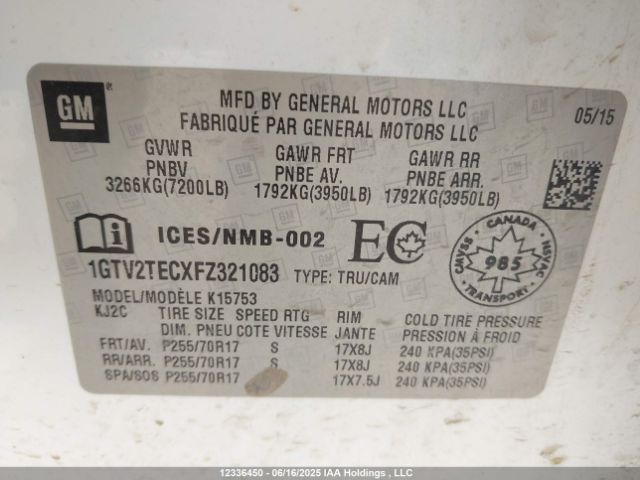 GM
MFD BY GENERAL MOTORS LLC
FABRIQUÉ PAR GENERAL MOTORS LLC
05/15
GVWR GAWR FRT GAWR RR
PNBV PNBE AV. PNBE ARR.
3266KG(7200LB) 1792KG(3950LB) 1792KG(3950LB)
ICES/NMB-002 EC
CANADA
CMVSS 985 NSVAC
TRANSPORT
1GTV2TECXFZ321083 TYPE: TRU/CAM
MODEL/MODÈLE K15753
KJ2C TIRE SIZE SPEED RTG RIM COLD TIRE PRESSURE
DIM. PNEU COTE VITESSE JANTE PRESSION À FROID
FRT/AV. P255/70R17 S 17X8J 240 KPA(35PSI)
RR/ARR. P255/70R17 S 17X8J 240 KPA(35PSI)
SPA/SOS P255/70R17 17X7.5J 240 KPA(35PSI)
12336450 - 06/16/2025 IAA Holdings , LLC